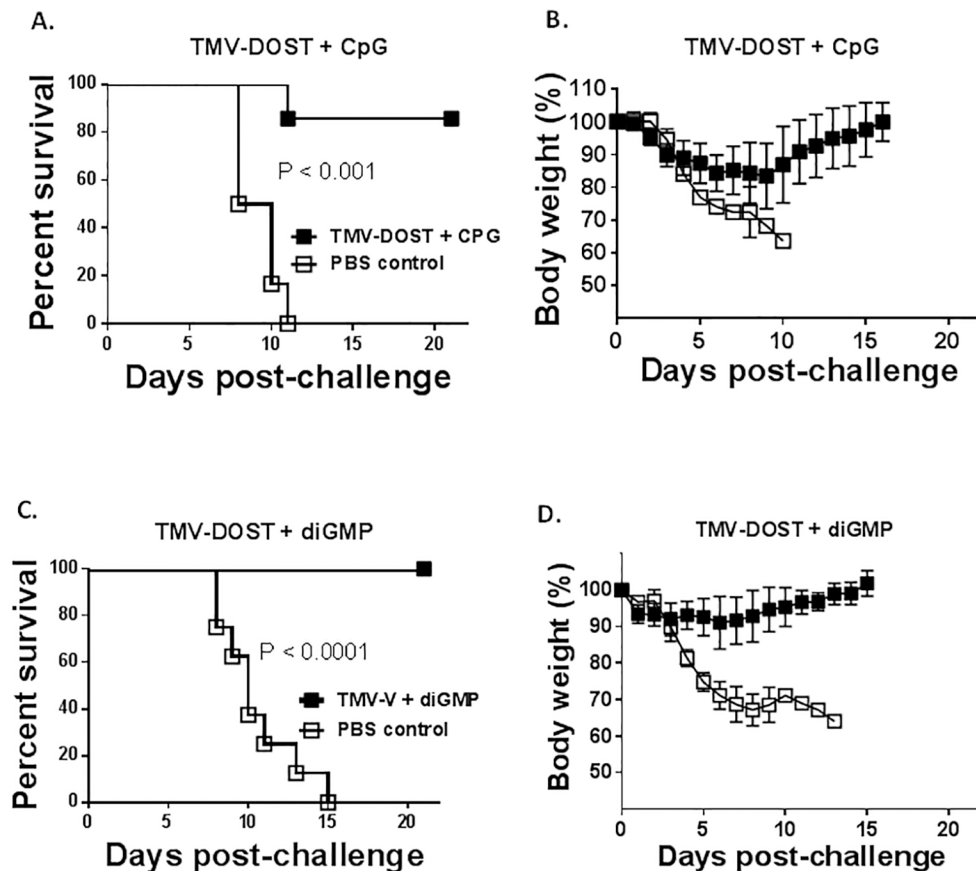 A.
TMV-DOST + CpG
100
80
60
40
20
0
Percent survival
P < 0.001
TMV-DOST + CPG
PBS control
0 5 10 15 20
Days post-challenge
B.
TMV-DOST + CpG
110
100
90
80
70
60
50
Body weight (%)
0 5 10 15 20
Days post-challenge
C.
TMV-DOST + diGMP
100
80
60
40
20
0
Percent survival
P < 0.0001
TMV-V + diGMP
PBS control
0 5 10 15 20
Days post-challenge
D.
TMV-DOST + diGMP
100
90
80
70
60
50
Body weight (%)
0 5 10 15 20
Days post-challenge